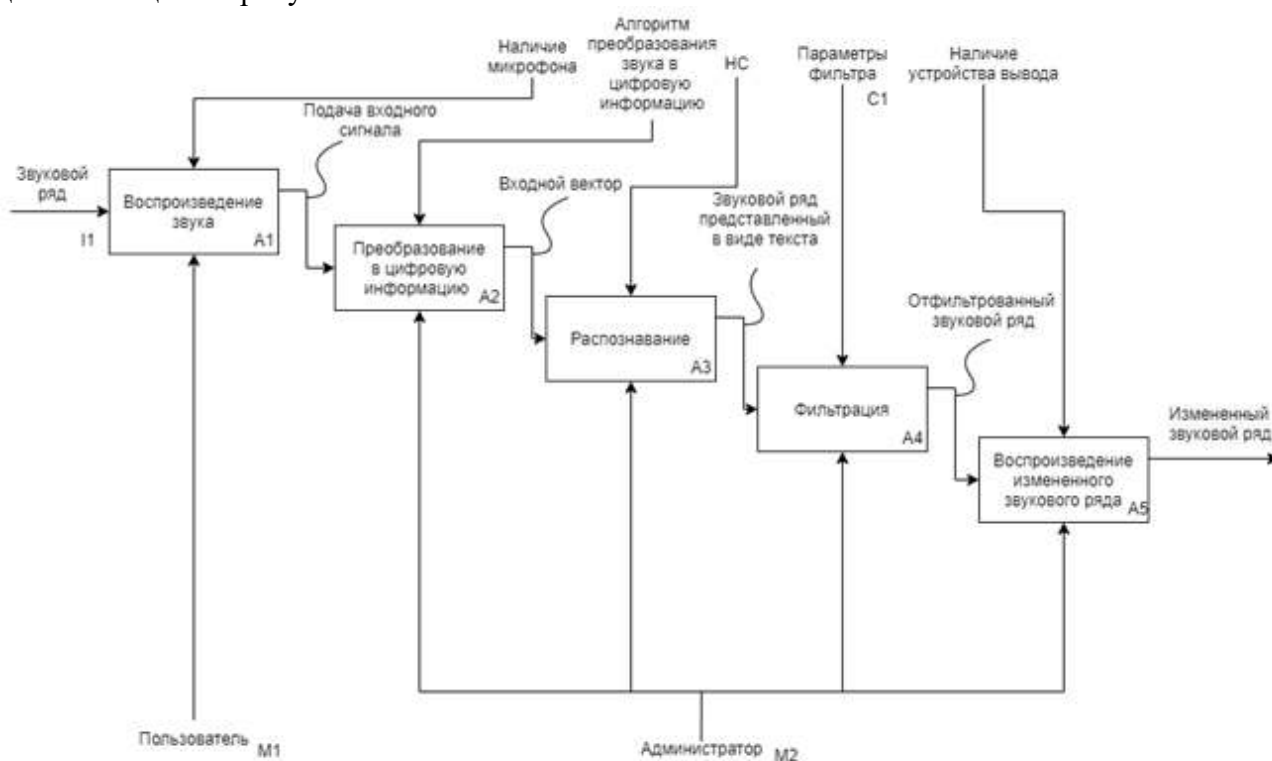 Наличие
микрофона
Алгоритм
преобразования
звука в
цифровую
информацию
НС
Параметры
фильтра
C1
Наличие
устройства вывода
Подача входного
сигнала
Звуковой
ряд
I1
Воспроизведение
звука
A1
Входной вектор
Преобразование
в цифровую
информацию
A2
Звуковой ряд
представленный
в виде текста
Распознавание
A3
Отфильтрованный
звуковой ряд
Фильтрация
A4
Измененный
звуковой ряд
Воспроизведение
измененного
звукового ряда
A5
Пользователь
M1
Администратор
M2